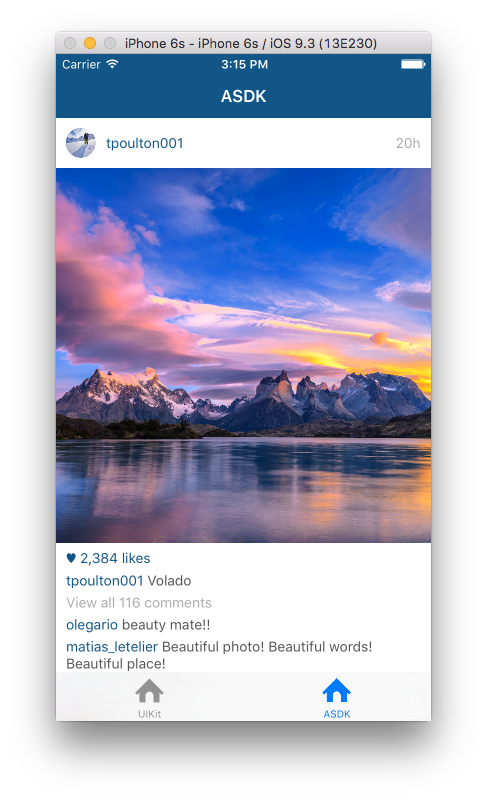 iPhone 6s - iPhone 6s / iOS 9.3 (13E230)
Carrier 3:15 PM
ASDK
tpoulton001 20h
2,384 likes
tpoulton001 Volado
View all 116 comments
olegario beauty mate!!
matias_letelier Beautiful photo! Beautiful words!
Beautiful place!
UIKit ASDK